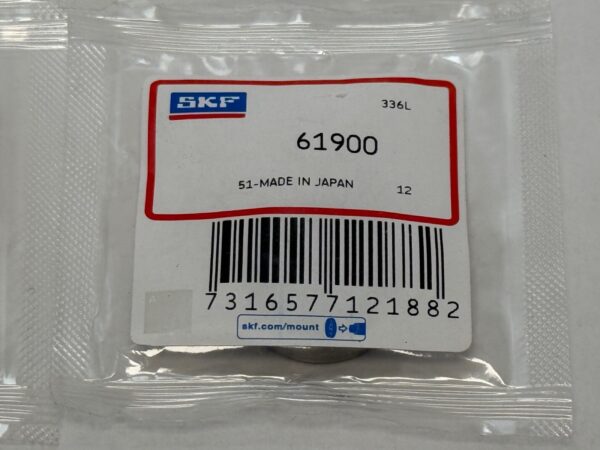 SKF
336L
61900
51-MADE IN JAPAN
12
7316577121882
skf.com/mount